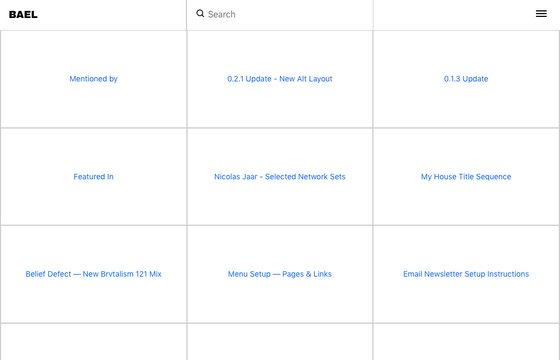 BAEL
Search
Mentioned by
0.2.1 Update - New Alt Layout
0.1.3 Update
Featured In
Nicolas Jaar - Selected Network Sets
My House Title Sequence
Belief Defect — New Brvtalism 121 Mix
Menu Setup — Pages & Links
Email Newsletter Setup Instructions